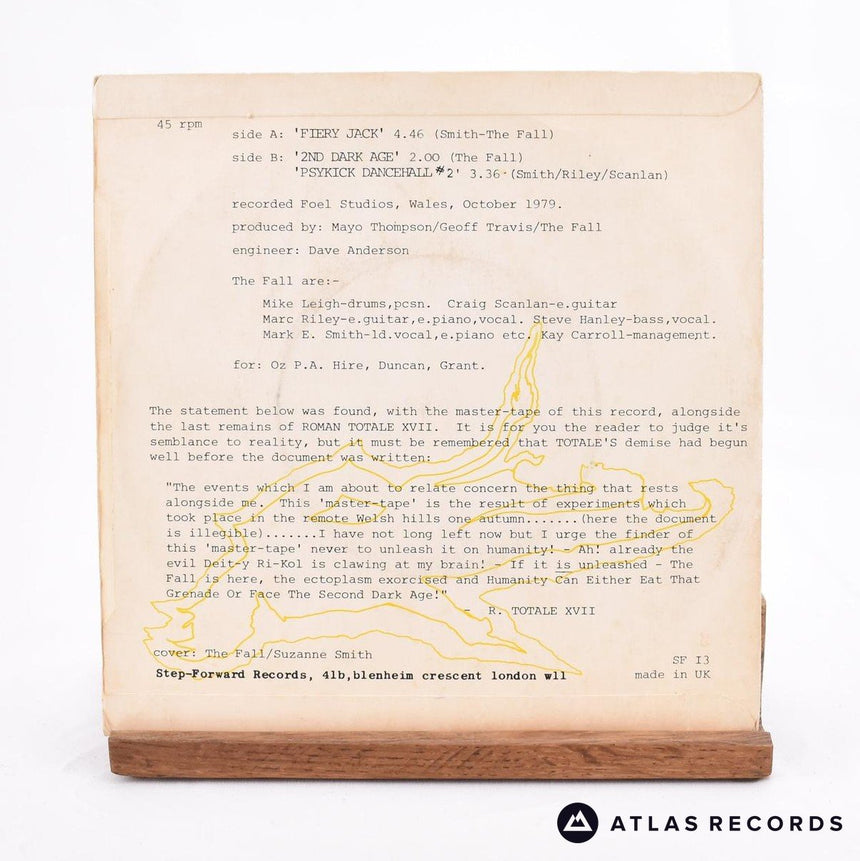 45 rpm
side A: 'FIERY JACK' 4.46 (Smith-The Fall)
side B: '2ND DARK AGE' 2.00 (The Fall)
'PSYKICK DANCEHALL #2' 3.36 (Smith/Riley/Scanlan)
recorded Foel Studios, Wales, October 1979.
produced by: Mayo Thompson/Geoff Travis/The Fall
engineer: Dave Anderson
The Fall are:-
Mike Leigh-drums,pcsn. Craig Scanlan-e.guitar
Marc Riley-e.guitar,e.piano,vocal. Steve Hanley-bass,vocal.
Mark E. Smith-ld.vocal,e.piano etc. Kay Carroll-management.
for: Oz P.A. Hire, Duncan, Grant.
The statement below was found, with the master-tape of this record, alongside
the last remains of ROMAN TOTALE XVII. It is for you the reader to judge it's
semblance to reality, but it must be remembered that TOTALE'S demise had begun
well before the document was written:
"The events which I am about to relate concern the thing that rests
alongside me. This 'master-tape' is the result of experiments which
took place in the remote Welsh hills one autumn.......(here the document
is illegible).......I have not long left now but I urge the finder of
this 'master-tape' never to unleash it on humanity! - Ah! already the
evil Deit-y Ri-Kol is clawing at my brain! - If it is unleashed - The
Fall is here, the ectoplasm exorcised and Humanity Can Either Eat That
Grenade Or Face The Second Dark Age!"
- R. TOTALE XVII
cover: The Fall/Suzanne Smith
SF I3
Step-Forward Records, 41b,blenheim crescent london w11
made in UK
ATLAS RECORDS